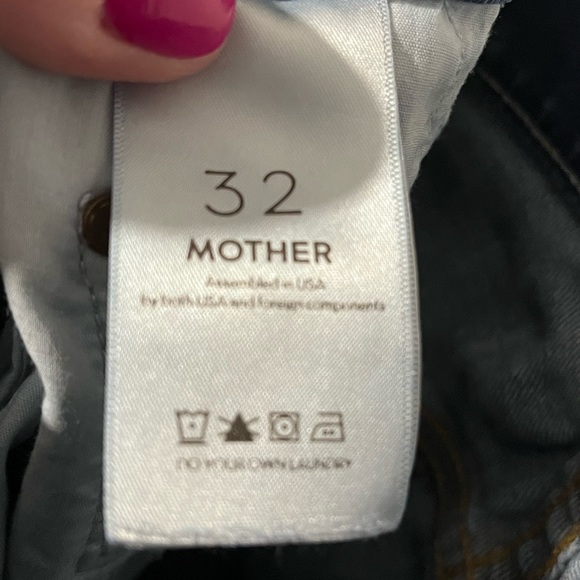 32
MOTHER
Assembled in USA
by both USA and foreign components
DO YOUR OWN LAUNDRY